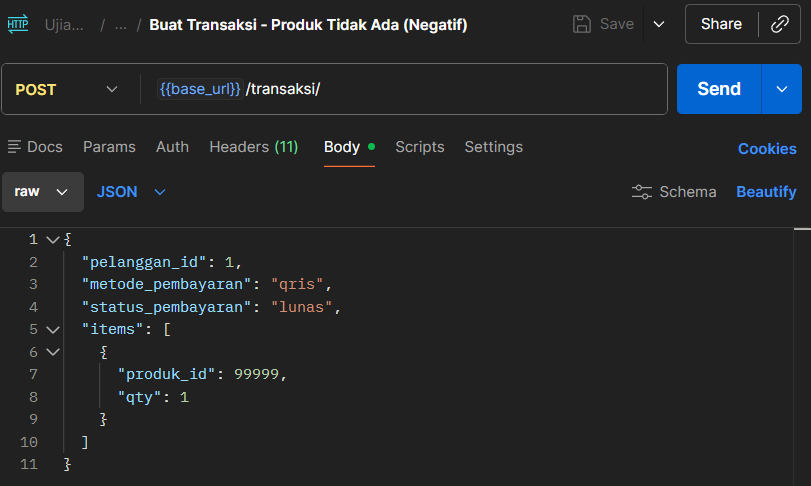 HTTP Ujia... / ... / Buat Transaksi - Produk Tidak Ada (Negatif) Save Share
POST {{base_url}}/transaksi/ Send
Docs Params Auth Headers (11) Body Scripts Settings Cookies
raw JSON Schema Beautify
1 {
2 "pelanggan_id": 1,
3 "metode_pembayaran": "qris",
4 "status_pembayaran": "lunas",
5 "items": [
6 {
7 "produk_id": 99999,
8 "qty": 1
9 }
10 ]
11 }